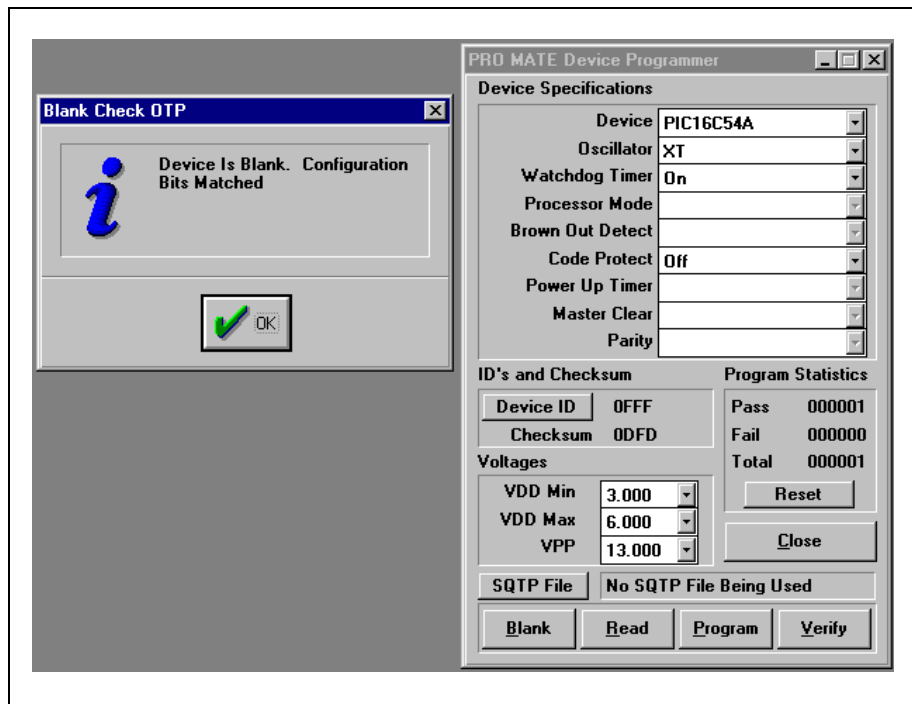 Blank Check OTP
Device Is Blank. Configuration
Bits Matched
OK
PRO MATE Device Programmer
Device Specifications
Device PIC16C54A
Oscillator XT
Watchdog Timer On
Processor Mode
Brown Out Detect
Code Protect Off
Power Up Timer
Master Clear
Parity
ID's and Checksum
Device ID 0FFF
Checksum 0DFD
Program Statistics
Pass 000001
Fail 000000
Total 000001
Reset
Voltages
VDD Min 3.000
VDD Max 6.000
VPP 13.000
Close
SQTP File No SQTP File Being Used
Blank Read Program Verify